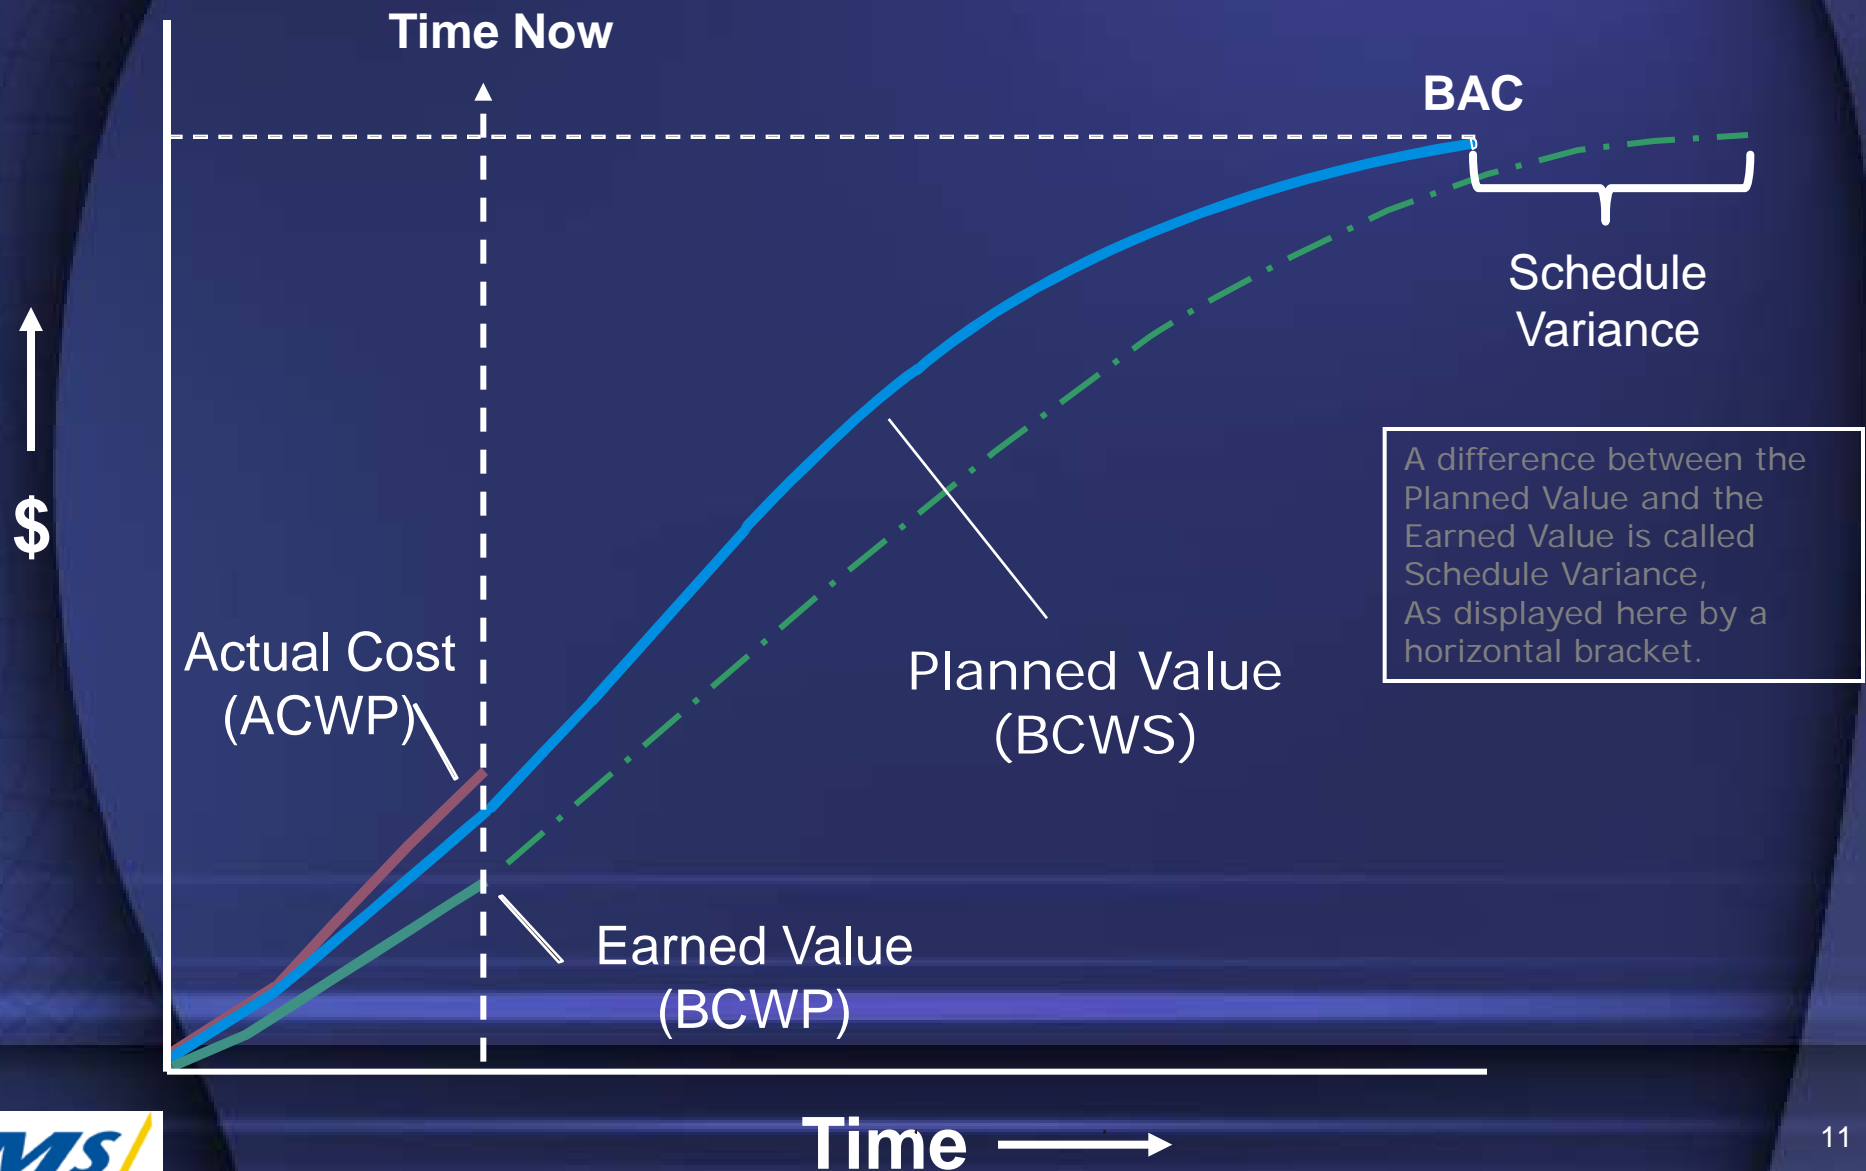 Time Now
BAC
Schedule
Variance
$
A difference between the
Planned Value and the
Earned Value is called
Schedule Variance,
As displayed here by a
horizontal bracket.
Actual Cost
(ACWP)
Planned Value
(BCWS)
Earned Value
(BCWP)
Time
11